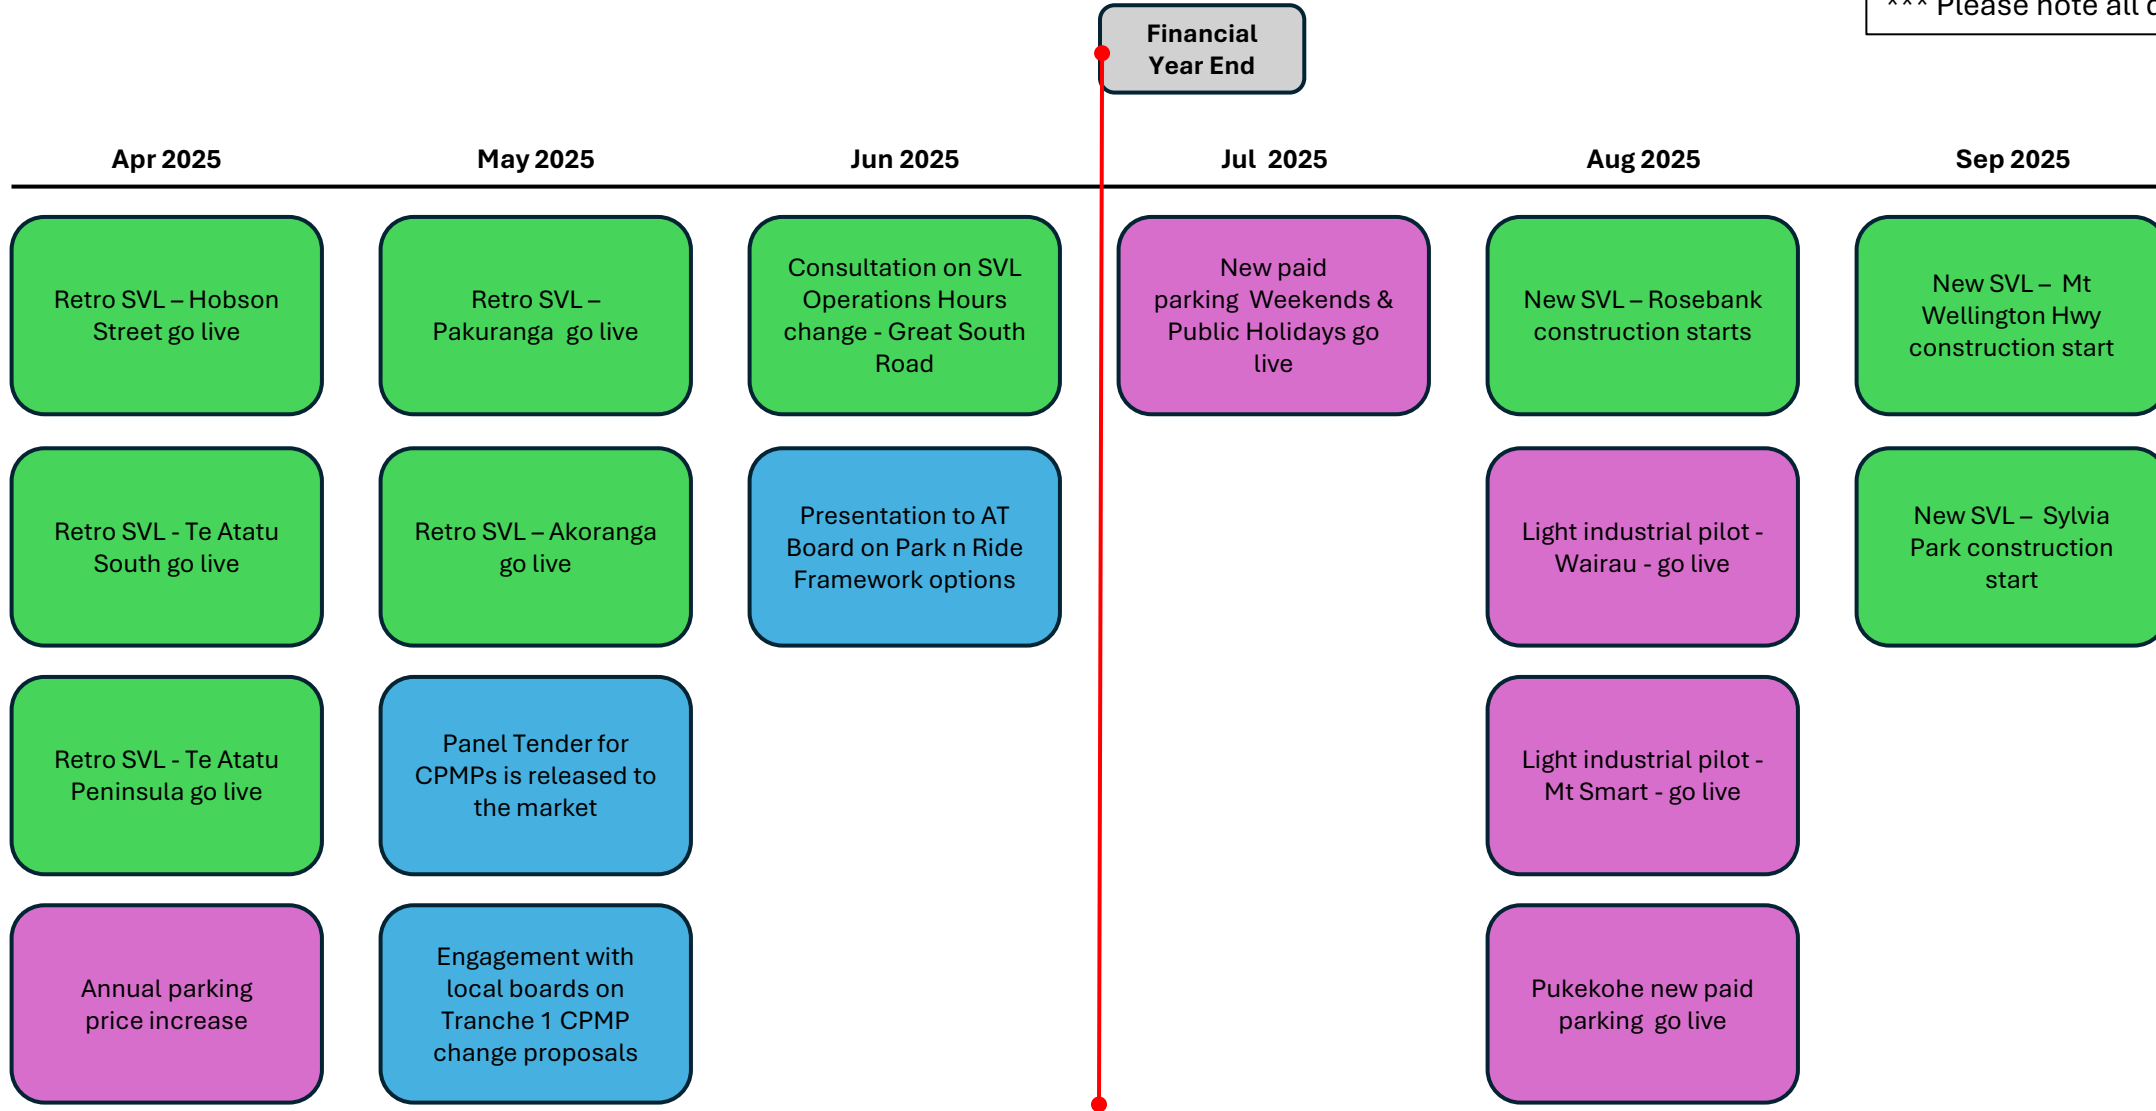 *** Please note all
Financial
Year End
Apr 2025
May 2025
Jun 2025
Jul 2025
Aug 2025
Sep 2025
Retro SVL – Hobson
Street go live
Retro SVL –
Pakuranga go live
Consultation on SVL
Operations Hours
change - Great South
Road
New paid
parking Weekends &
Public Holidays go
live
New SVL – Rosebank
construction starts
New SVL – Mt
Wellington Hwy
construction start
Retro SVL - Te Atatu
South go live
Retro SVL – Akoranga
go live
Presentation to AT
Board on Park n Ride
Framework options
Light industrial pilot -
Wairau - go live
New SVL – Sylvia
Park construction
start
Retro SVL - Te Atatu
Peninsula go live
Panel Tender for
CPMPs is released to
the market
Light industrial pilot -
Mt Smart - go live
Annual parking
price increase
Engagement with
local boards on
Tranche 1 CPMP
change proposals
Pukekohe new paid
parking go live